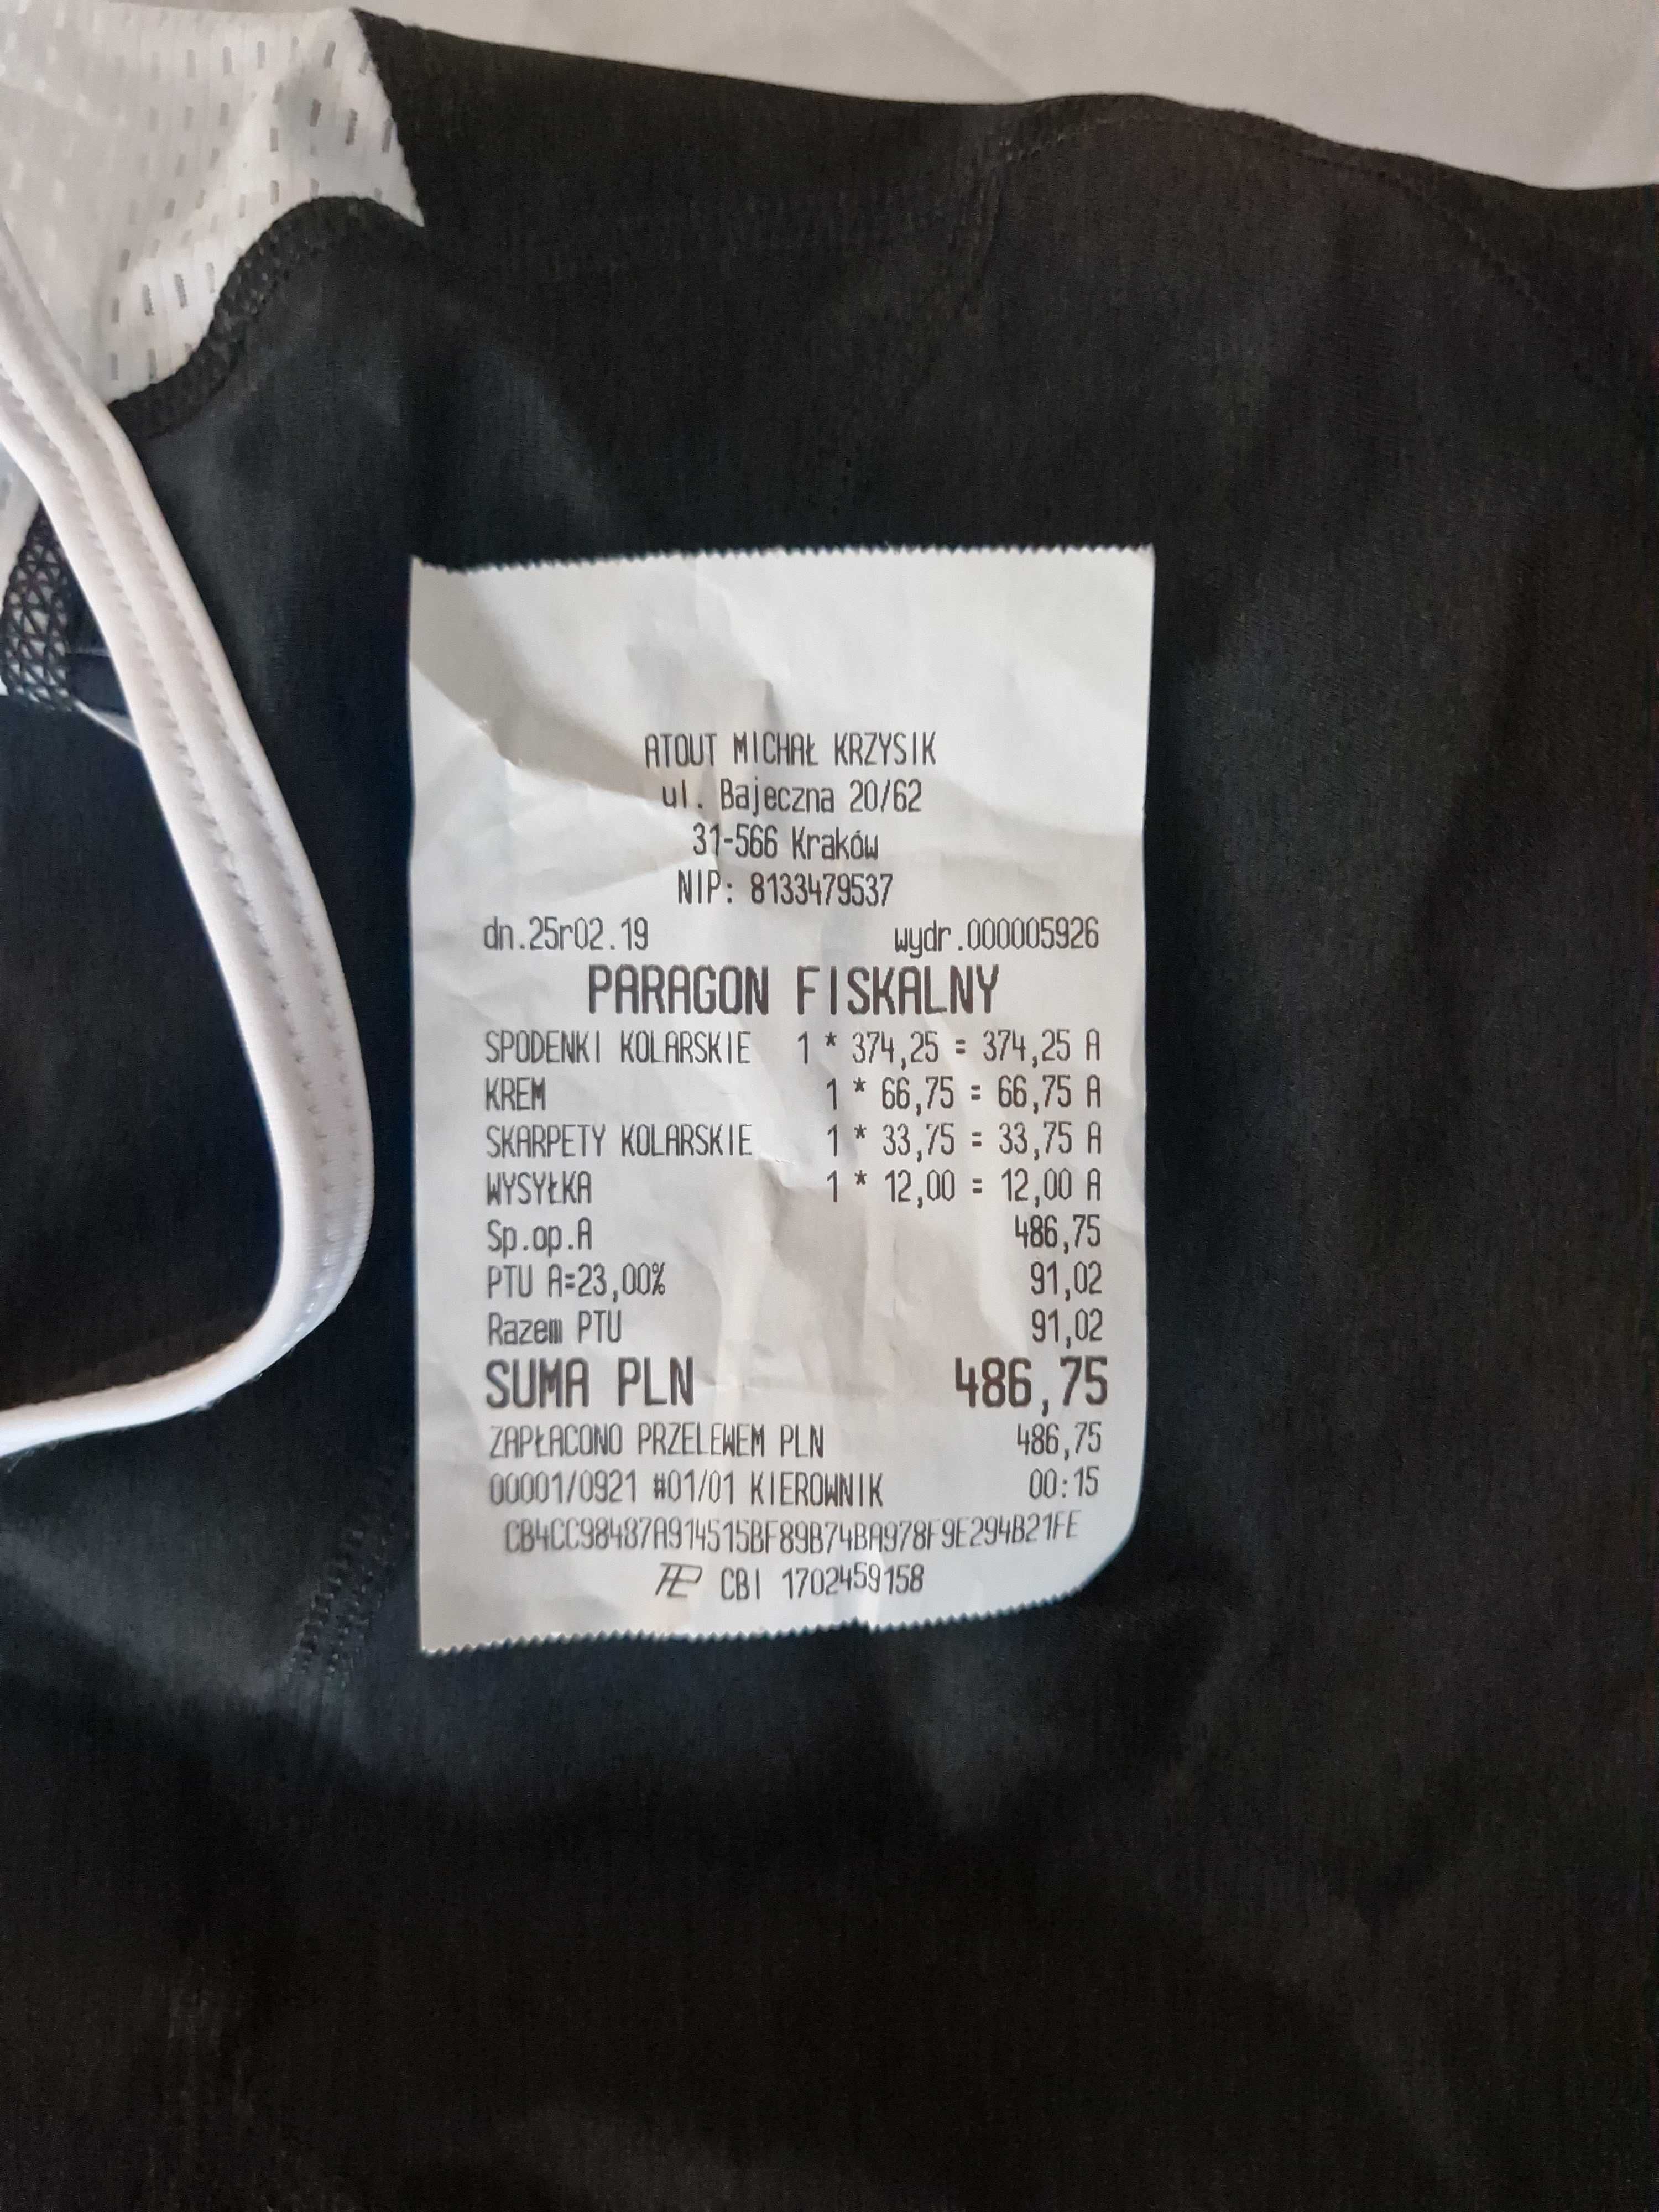 ATOUT MICHAŁ KRZYSIK
ul. Bajeczna 20/62
31-566 Kraków
NIP: 8133479537
dn.25r02.19 wydr.000005926
PARAGON FISKALNY
SPODENKI KOLARSKIE 1 * 374,25 = 374,25 A
KREM 1 * 66,75 = 66,75 A
SKARPETY KOLARSKIE 1 * 33,75 = 33,75 A
WYSYŁKA 1 * 12,00 = 12,00 A
Sp.op.A 486,75
PTU A=23,00% 91,02
Razem PTU 91,02
SUMA PLN 486,75
ZAPŁACONO PRZELEWEM PLN 486,75
00001/0921 #01/01 KIEROWNIK 00:15
CB4CC98487A914515BF89B74BA978F9E294B21FE
CBI 1702459158